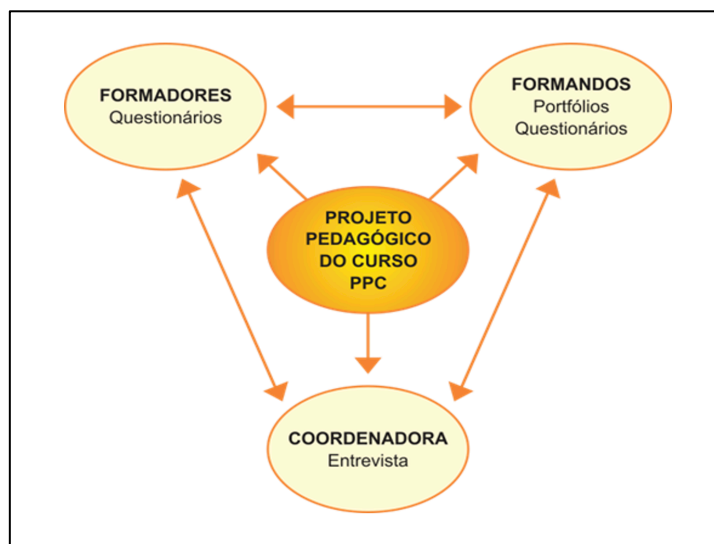 FORMADORES
Questionários
FORMANDOS
Portfólios
Questionários
PROJETO
PEDAGÓGICO
DO CURSO
PPC
COORDENADORA
Entrevista